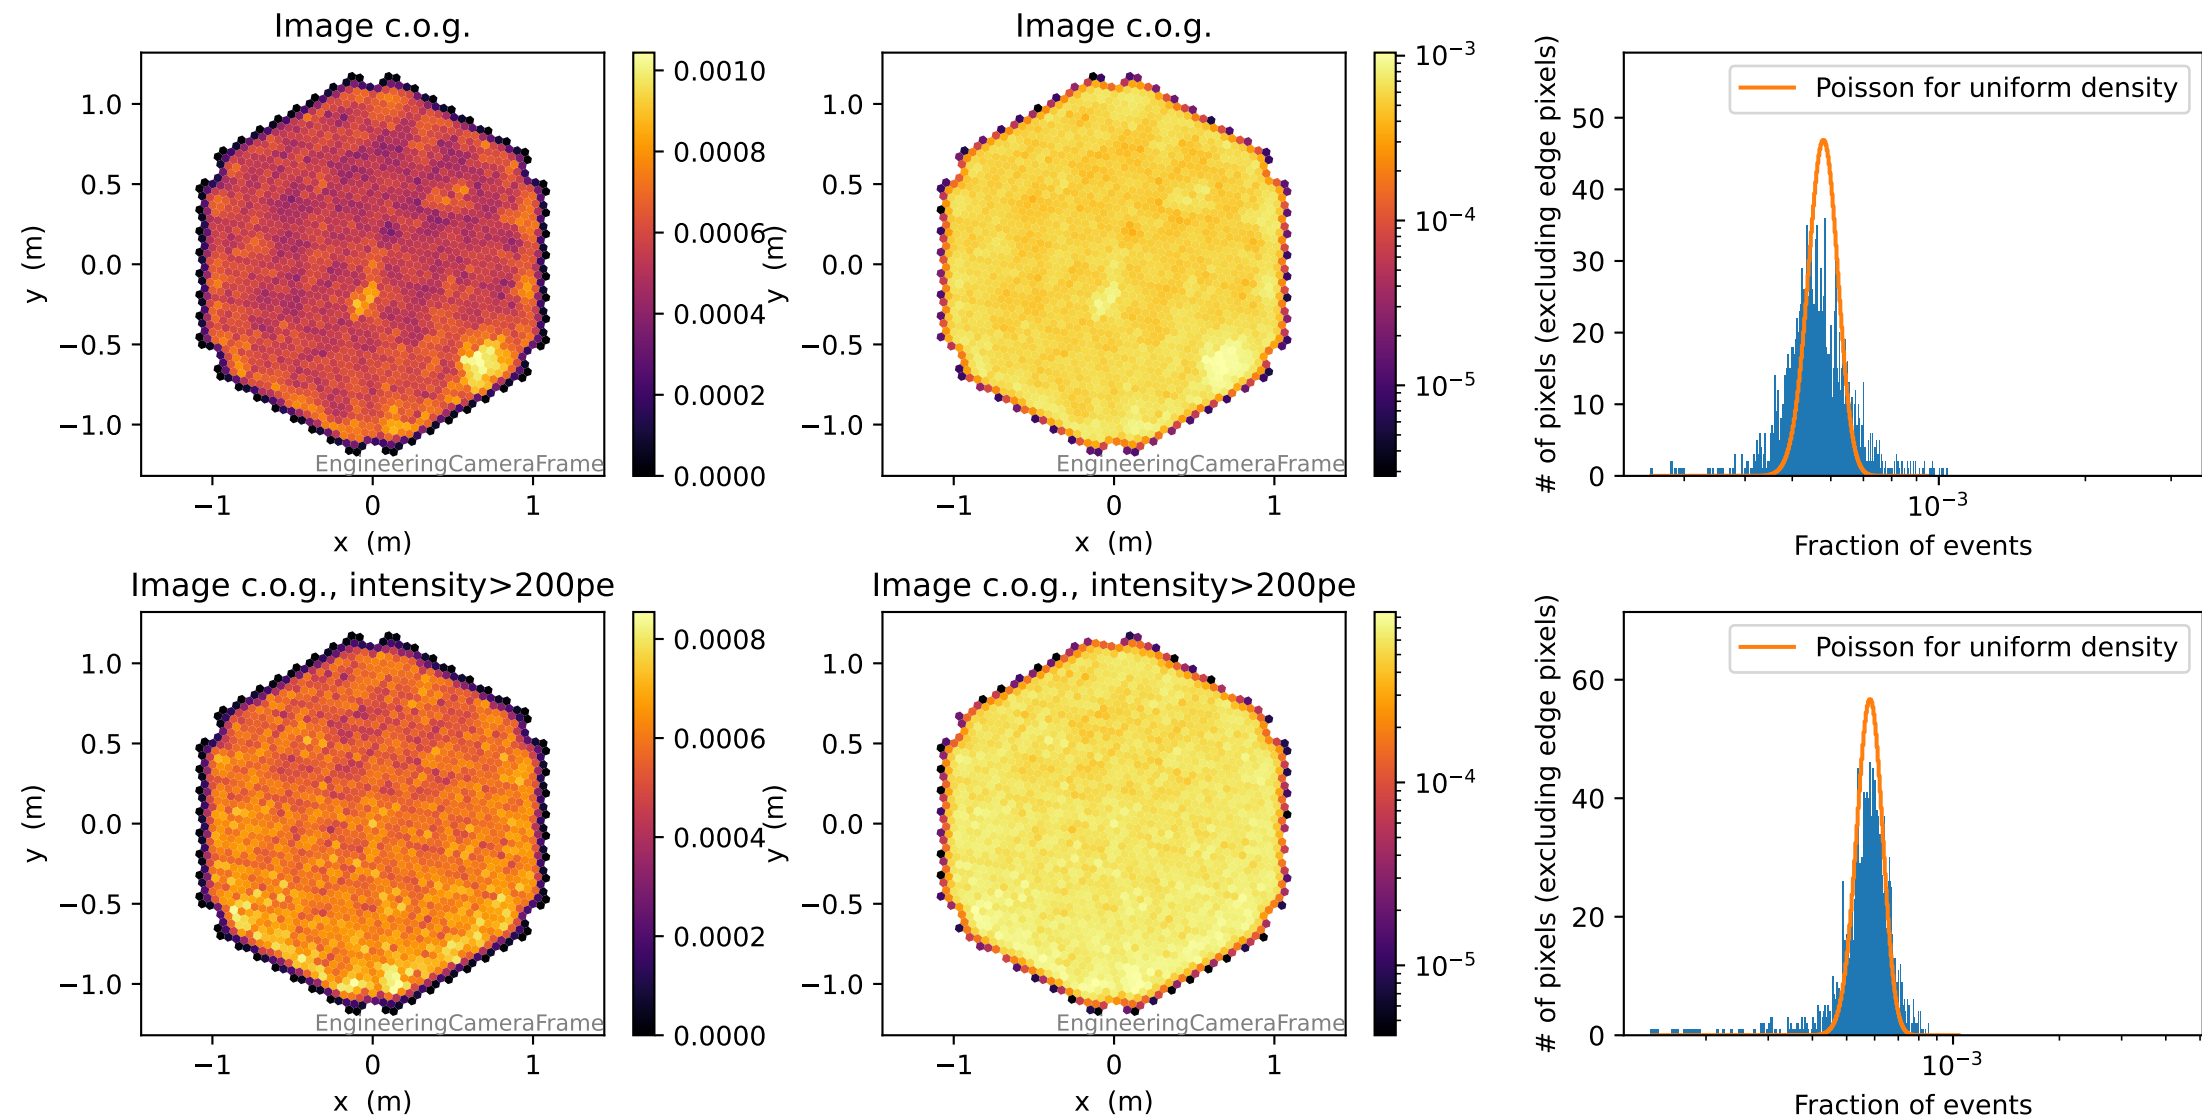 Image c.o.g.
1.0
0.5
0.0
−0.5
−1.0
y (m)
−1
0
1
x (m)
EngineeringCameraFrame
0.0010
0.0008
0.0006
0.0004
0.0002
0.0000
Image c.o.g.
1.0
0.5
0.0
−0.5
−1.0
y (m)
−1
0
1
x (m)
EngineeringCameraFrame
10⁻³
10⁻⁴
10⁻⁵
Poisson for uniform density
# of pixels (excluding edge pixels)
50
40
30
20
10
0
10⁻³
Fraction of events
Image c.o.g., intensity>200pe
1.0
0.5
0.0
−0.5
−1.0
y (m)
−1
0
1
x (m)
EngineeringCameraFrame
0.0008
0.0006
0.0004
0.0002
0.0000
Image c.o.g., intensity>200pe
1.0
0.5
0.0
−0.5
−1.0
y (m)
−1
0
1
x (m)
EngineeringCameraFrame
10⁻⁴
10⁻⁵
Poisson for uniform density
# of pixels (excluding edge pixels)
60
40
20
0
10⁻³
Fraction of events